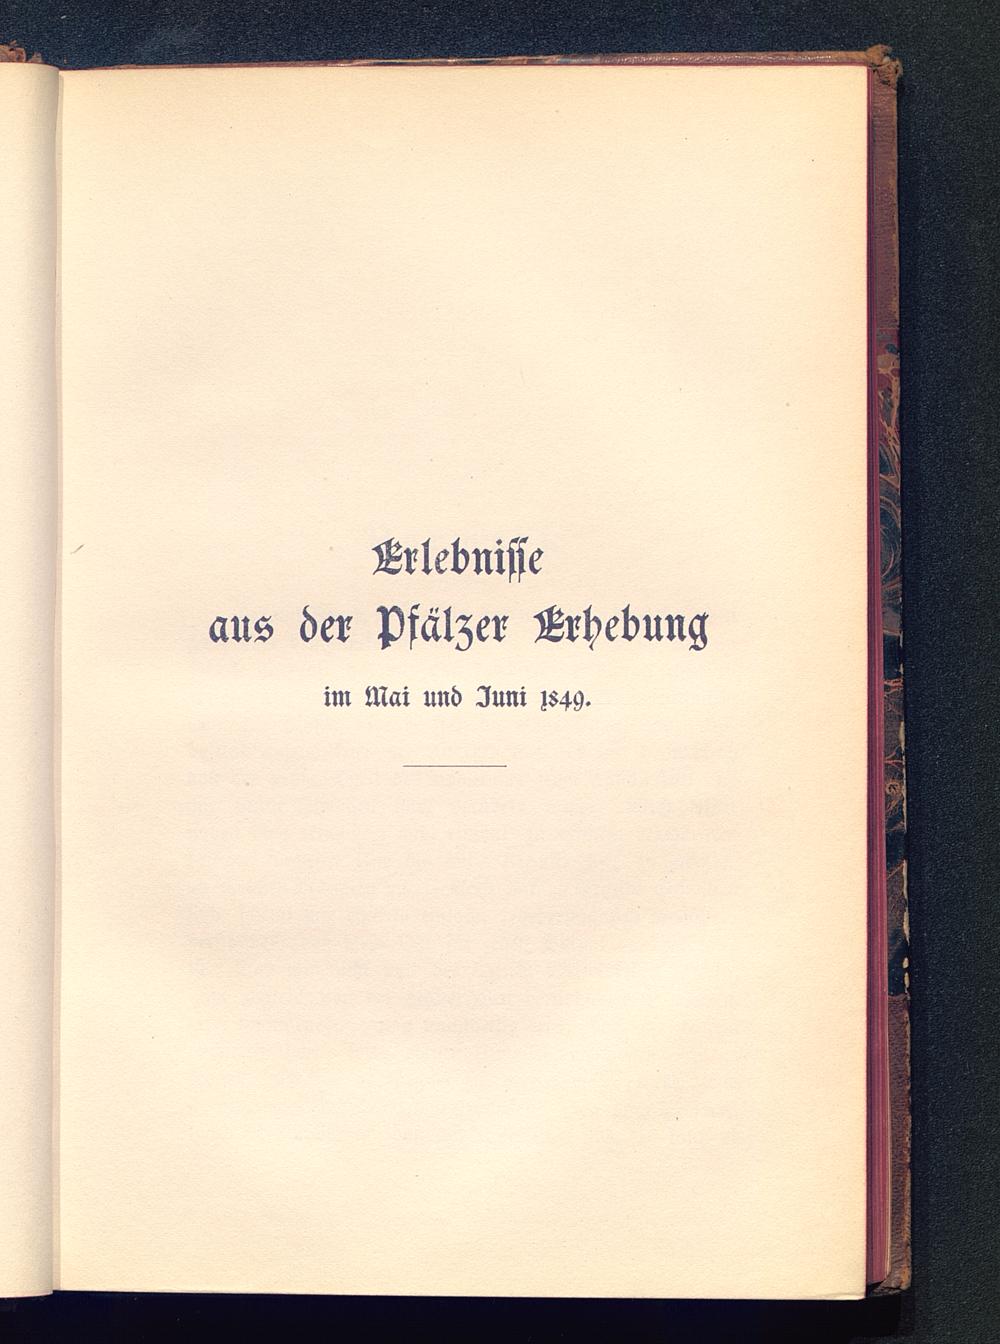 Erlebnisse
aus der Pfälzer Erhebung
im Mai und Juni 1849.